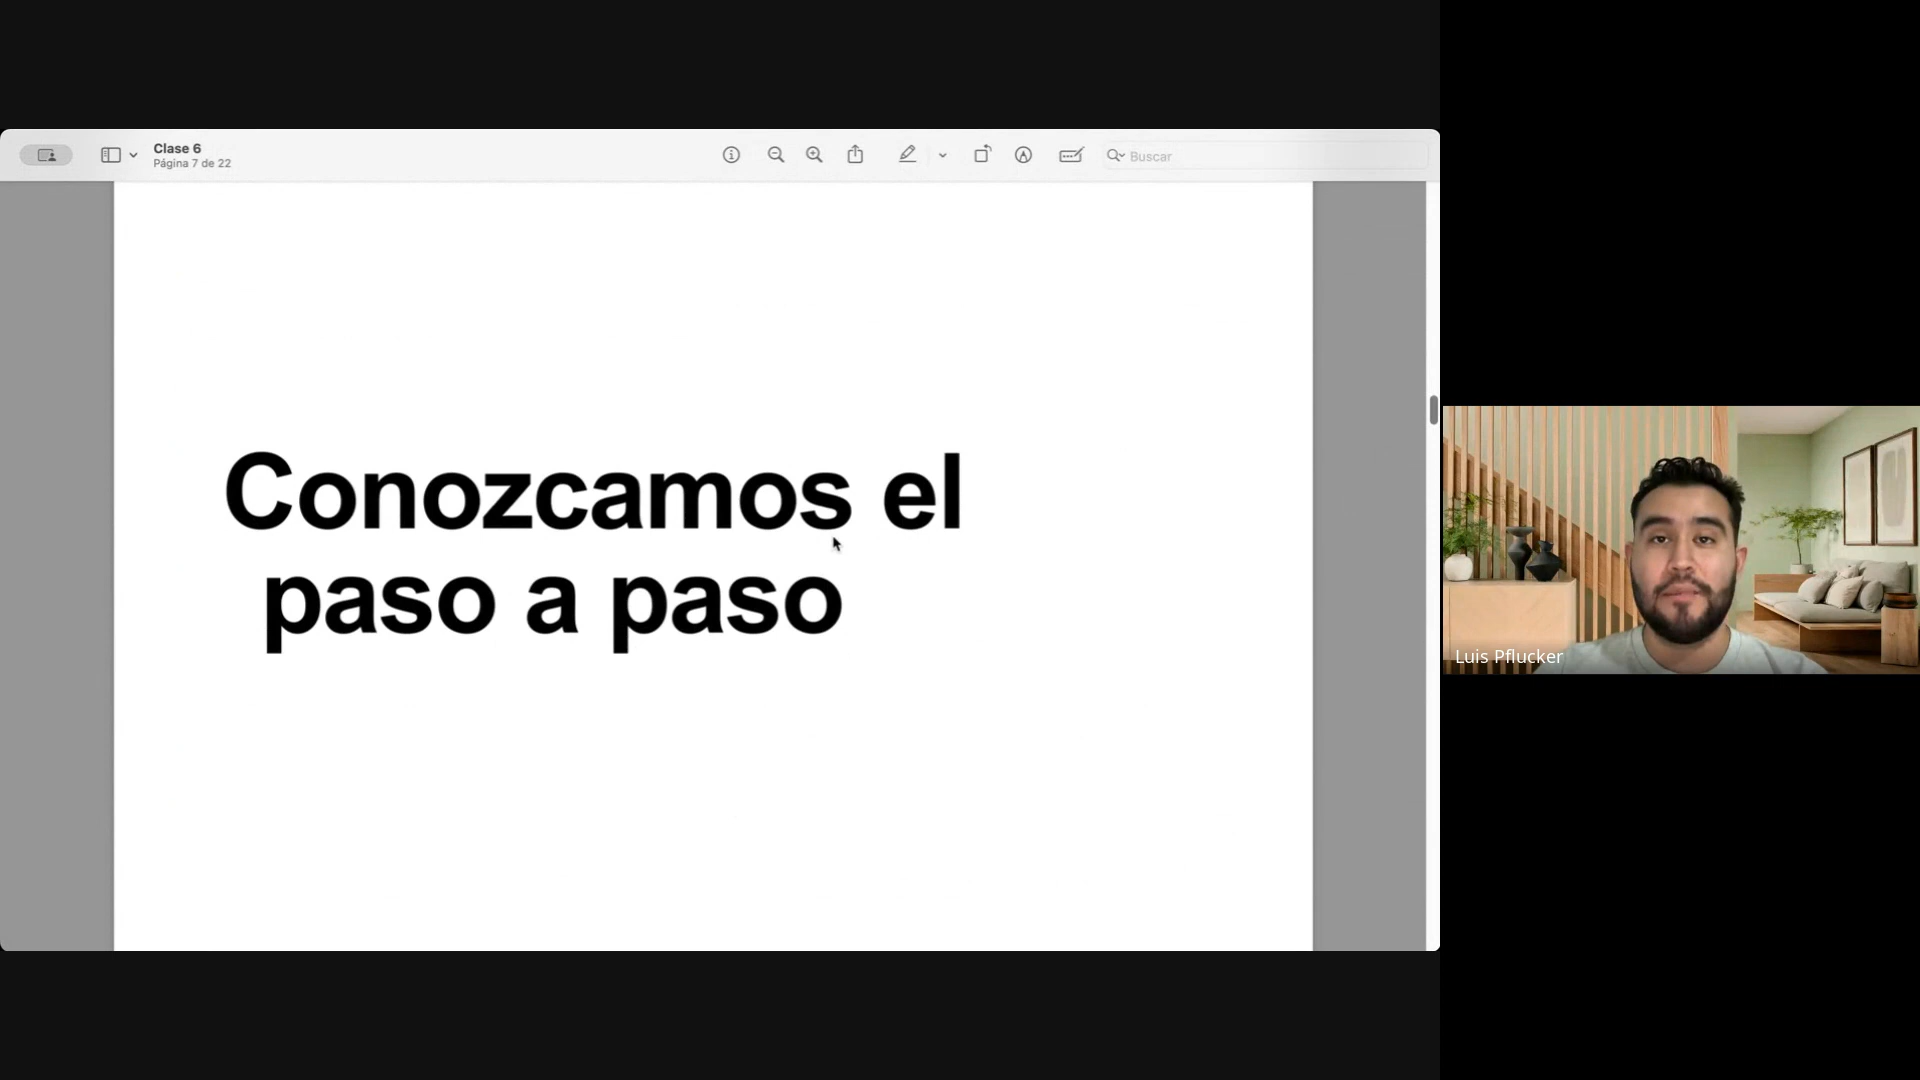 Clase 6
Página 7 de 22
Buscar
Conozcamos el
paso a paso
Luis Pflucker